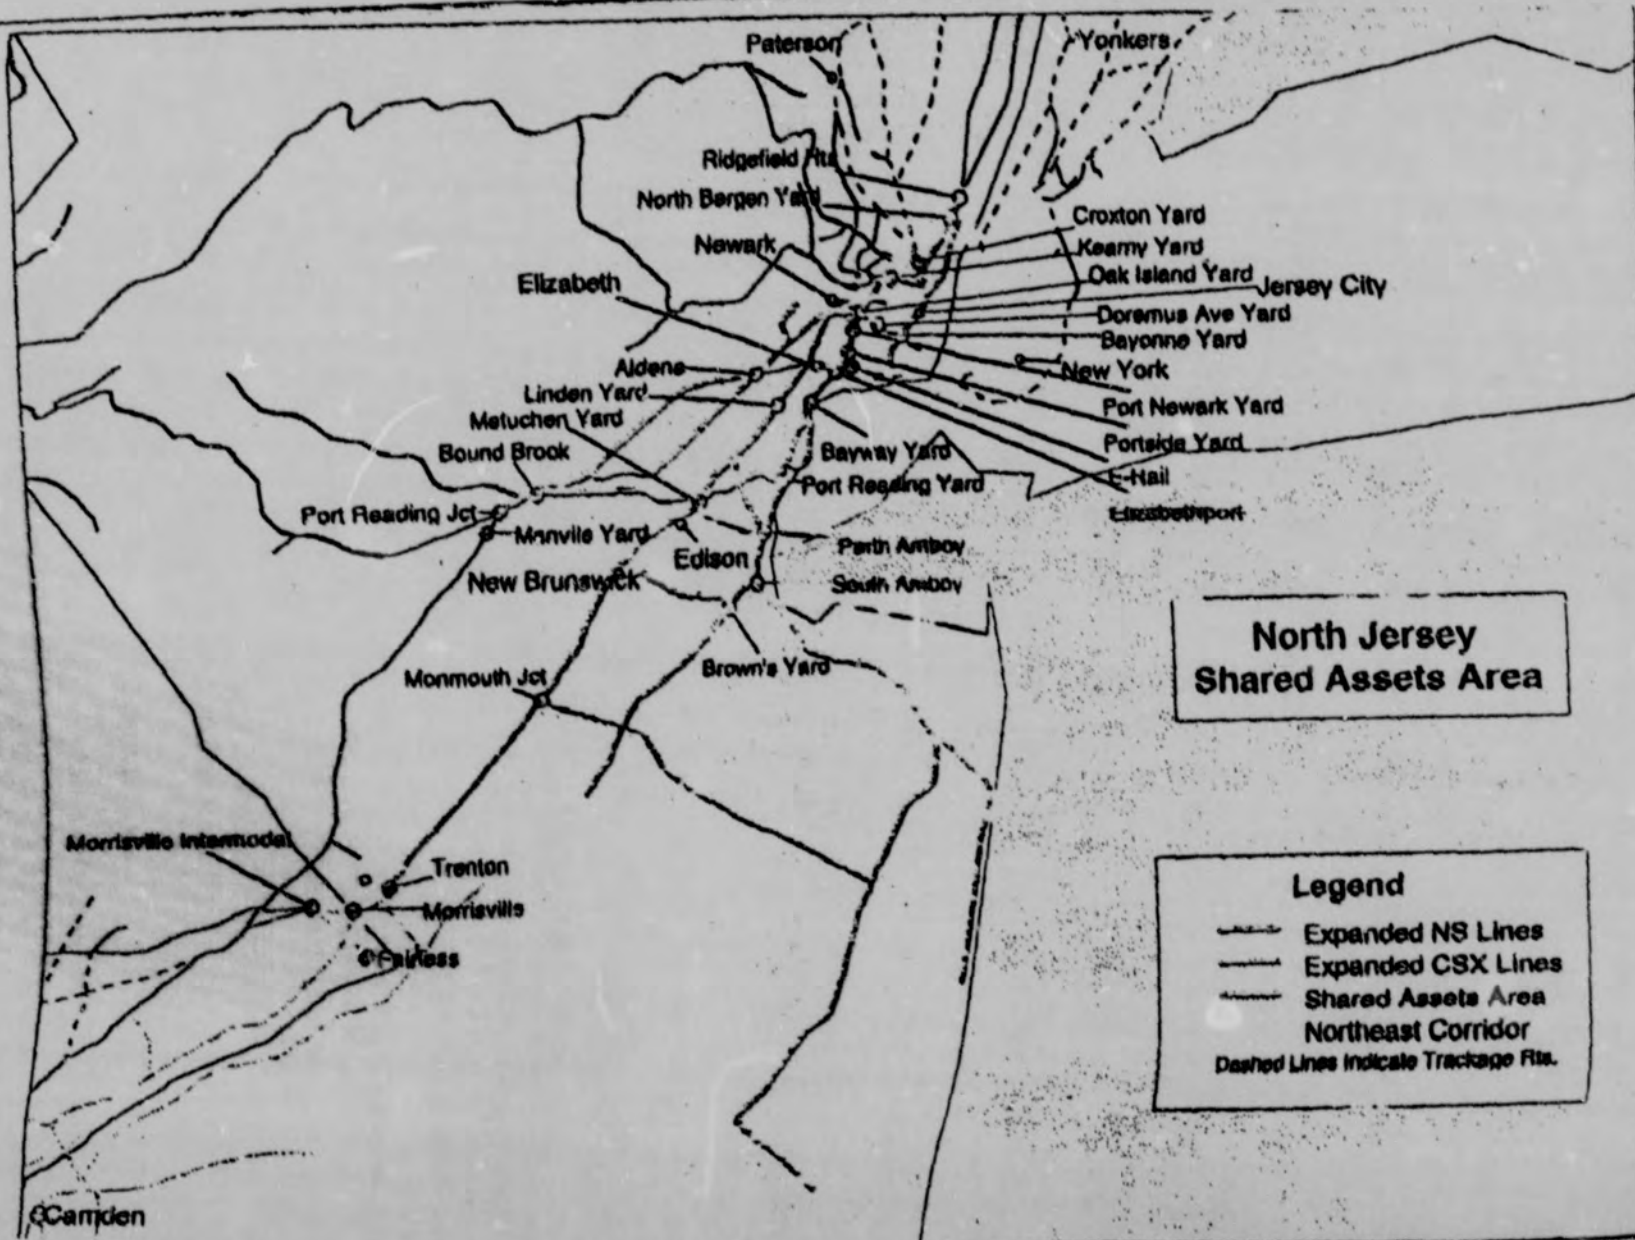 Paterson
Yonkers
Ridgefield Hts
North Bergen Yard
Croxton Yard
Newark
Kearny Yard
Elizabeth
Oak Island Yard
Jersey City
Doremus Ave Yard
Bayonne Yard
Aldene
New York
Linden Yard
Port Newark Yard
Metuchen Yard
Portside Yard
Bound Brook
Bayway Yard
E-Rail
Port Reading Yard
Elizabethport
Port Reading Jct
Manville Yard
Edison
Perth Amboy
New Brunswick
South Amboy
North Jersey
Shared Assets Area
Monmouth Jct
Brown's Yard
Morrisville Intermodal
Trenton
Morrisville
Fairless
Legend
Expanded NS Lines
Expanded CSX Lines
Shared Assets Area
Northeast Corridor
Dashed Lines Indicate Trackage Rts.
Camden